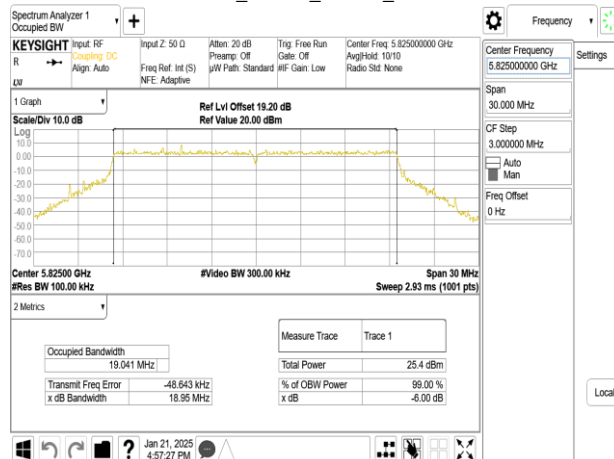 Spectrum Analyzer 1
Occupied BW
Frequency
Settings
KEYSIGHT
R
LXI
Input: RF
Coupling: DC
Align: Auto
Input Z: 50 Ω
Freq Ref: Int (S)
NFE: Adaptive
Atten: 20 dB
Preamp: Off
µW Path: Standard
Trig: Free Run
Gate: Off
#IF Gain: Low
Center Freq: 5.825000000 GHz
Avg|Hold: 10/10
Radio Std: None
Center Frequency
5.825000000 GHz
Span
30.000 MHz
CF Step
3.000000 MHz
Auto
Man
Freq Offset
0 Hz
1 Graph
Scale/Div 10.0 dB
Ref Lvl Offset 19.20 dB
Ref Value 20.00 dBm
Log
10.0
0.00
-10.0
-20.0
-30.0
-40.0
-50.0
-60.0
-70.0
Center 5.82500 GHz
#Res BW 100.00 kHz
#Video BW 300.00 kHz
Span 30 MHz
Sweep 2.93 ms (1001 pts)
2 Metrics
Occupied Bandwidth
19.041 MHz
Transmit Freq Error -48.643 kHz
x dB Bandwidth 18.95 MHz
Measure Trace Trace 1
Total Power 25.4 dBm
% of OBW Power 99.00 %
x dB -6.00 dB
Local
?
Jan 21, 2025
4:57:27 PM